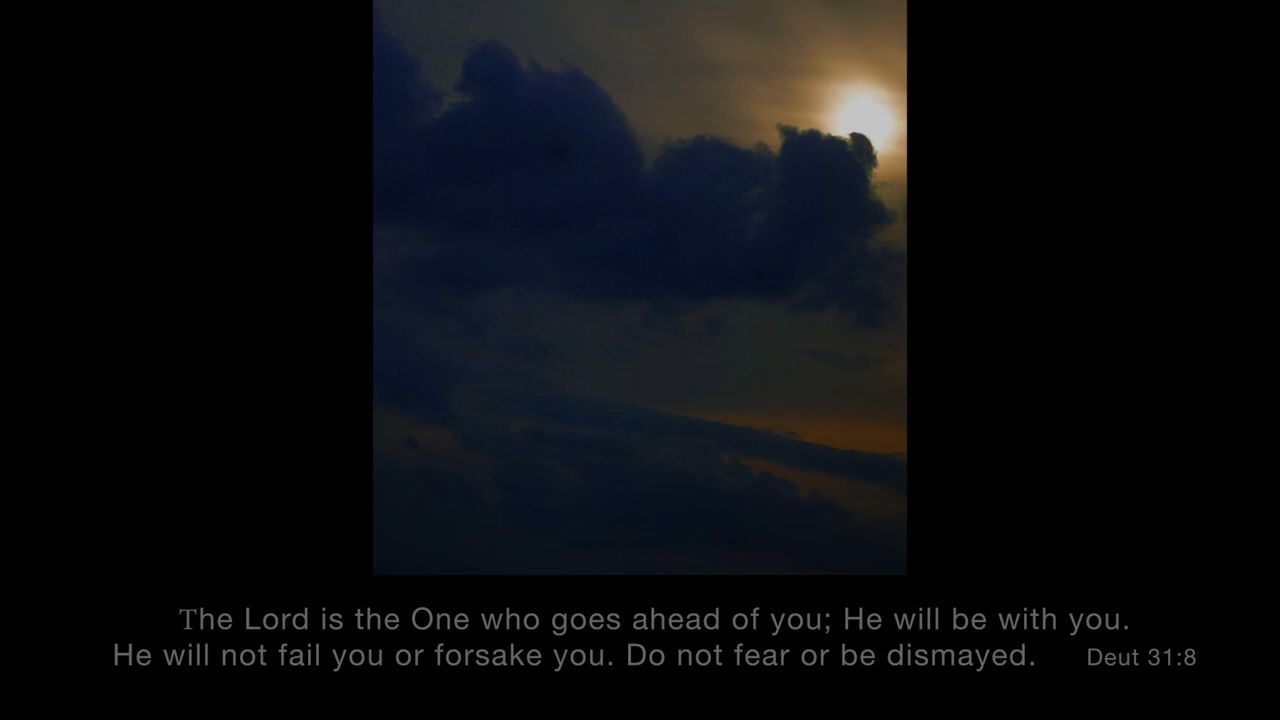 The Lord is the One who goes ahead of you; He will be with you.
He will not fail you or forsake you. Do not fear or be dismayed. Deut 31:8